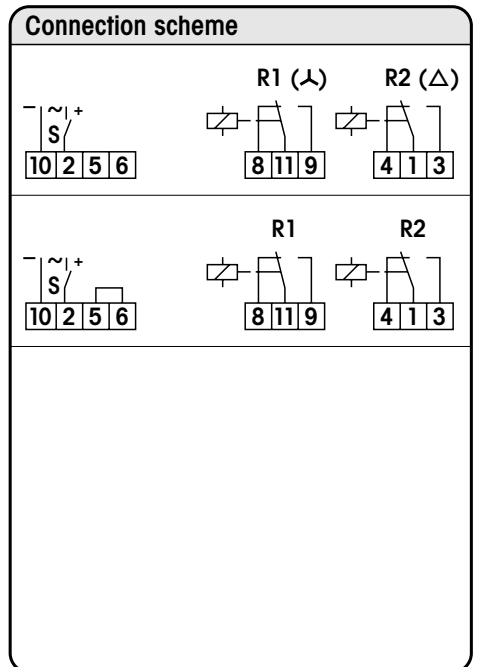 Connection scheme
R1 (⅄) R2 (△)
− ~ +
S
10 2 5 6 8 11 9 4 1 3
R1 R2
− ~ +
S
10 2 5 6 8 11 9 4 1 3